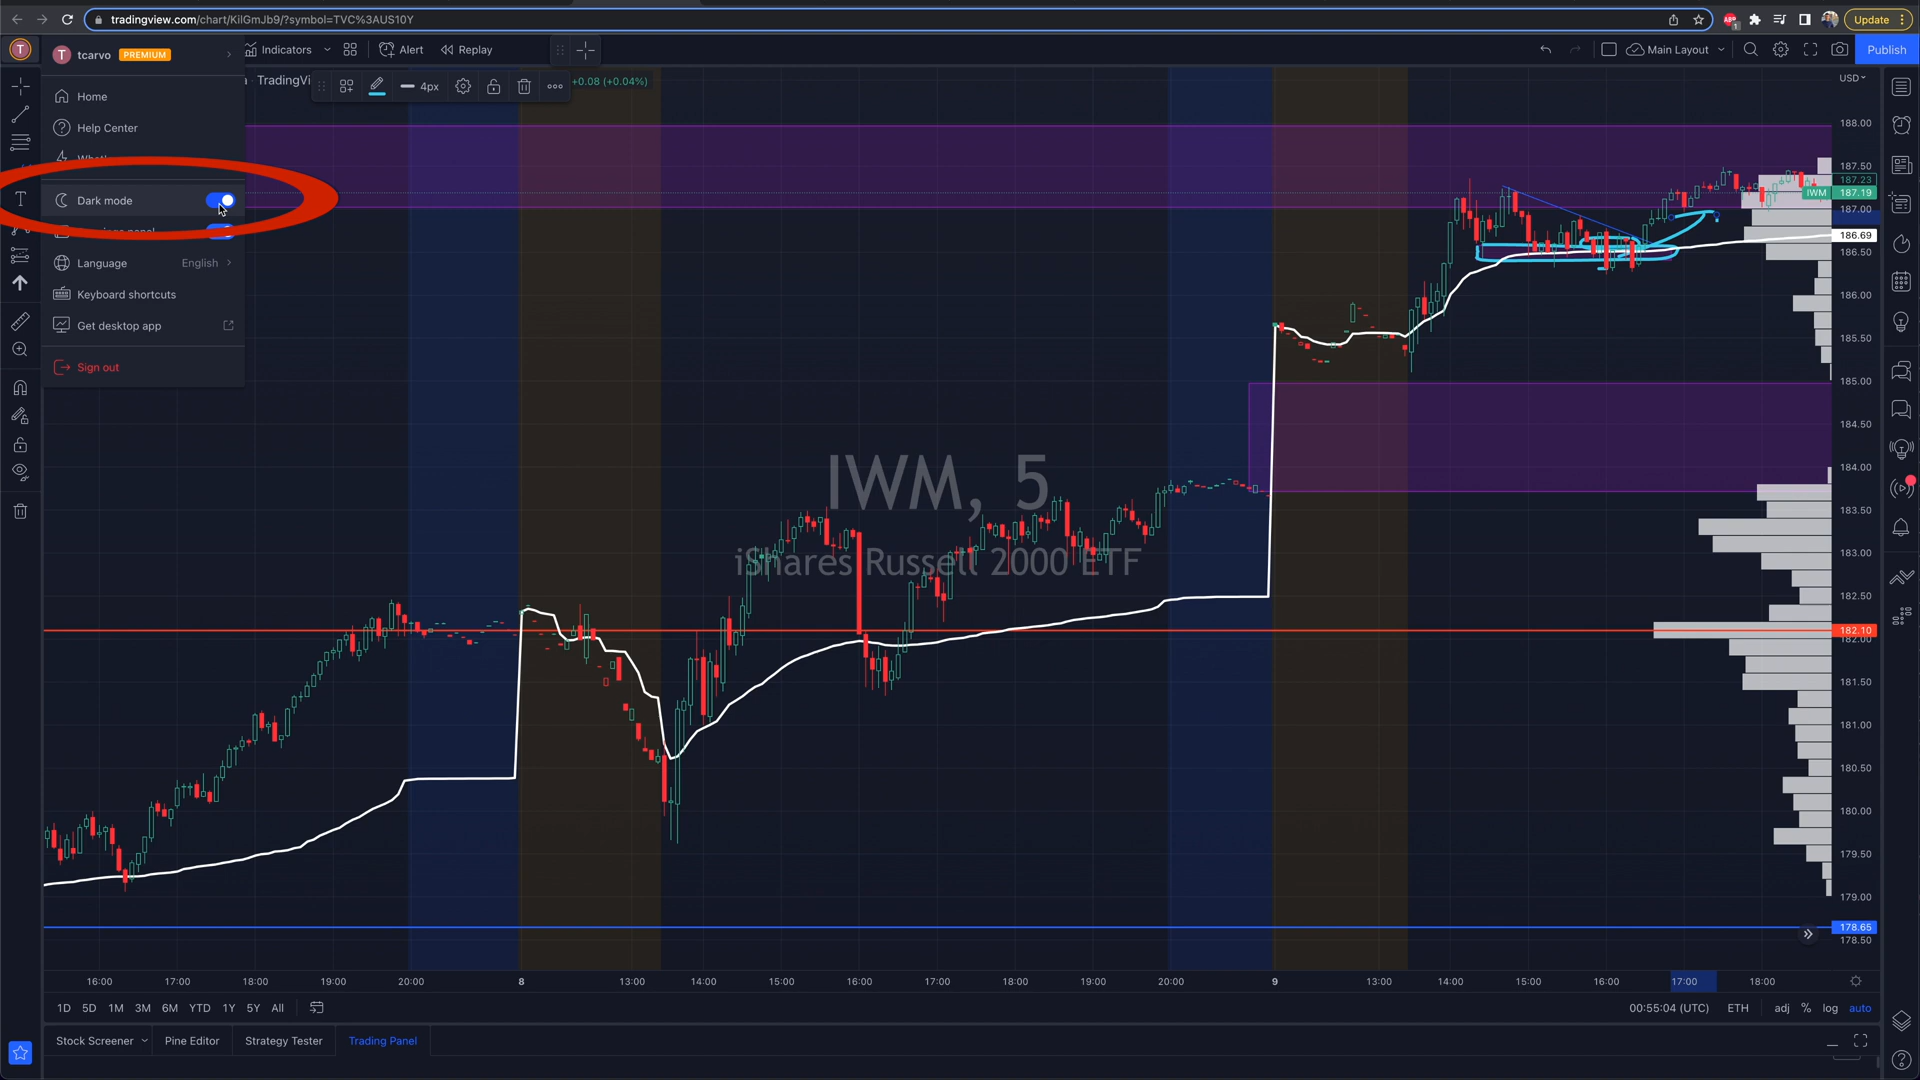 tradingview.com/chart/KilGmJb9/?symbol=TVC%3AUS10Y
ABP
1
Update
T
T tcarvo PREMIUM
Indicators
Alert
Replay
Main Layout
Publish
TradingVi
4px
+0.08 (+0.04%)
USD
Home
Help Center
Dark mode
Language English
Keyboard shortcuts
Get desktop app
Sign out
IWM, 5
iShares Russell 2000 ETF
188.00
187.50
187.23
IWM 187.19
187.00
186.69
186.50
186.00
185.50
185.00
184.50
184.00
183.50
183.00
182.50
182.10
182.00
181.50
181.00
180.50
180.00
179.50
179.00
178.65
178.50
16:00 17:00 18:00 19:00 20:00 8 13:00 14:00 15:00 16:00 17:00 18:00 19:00 20:00 9 13:00 14:00 15:00 16:00 17:00 18:00
1D 5D 1M 3M 6M YTD 1Y 5Y All
00:55:04 (UTC) ETH adj % log auto
Stock Screener Pine Editor Strategy Tester Trading Panel